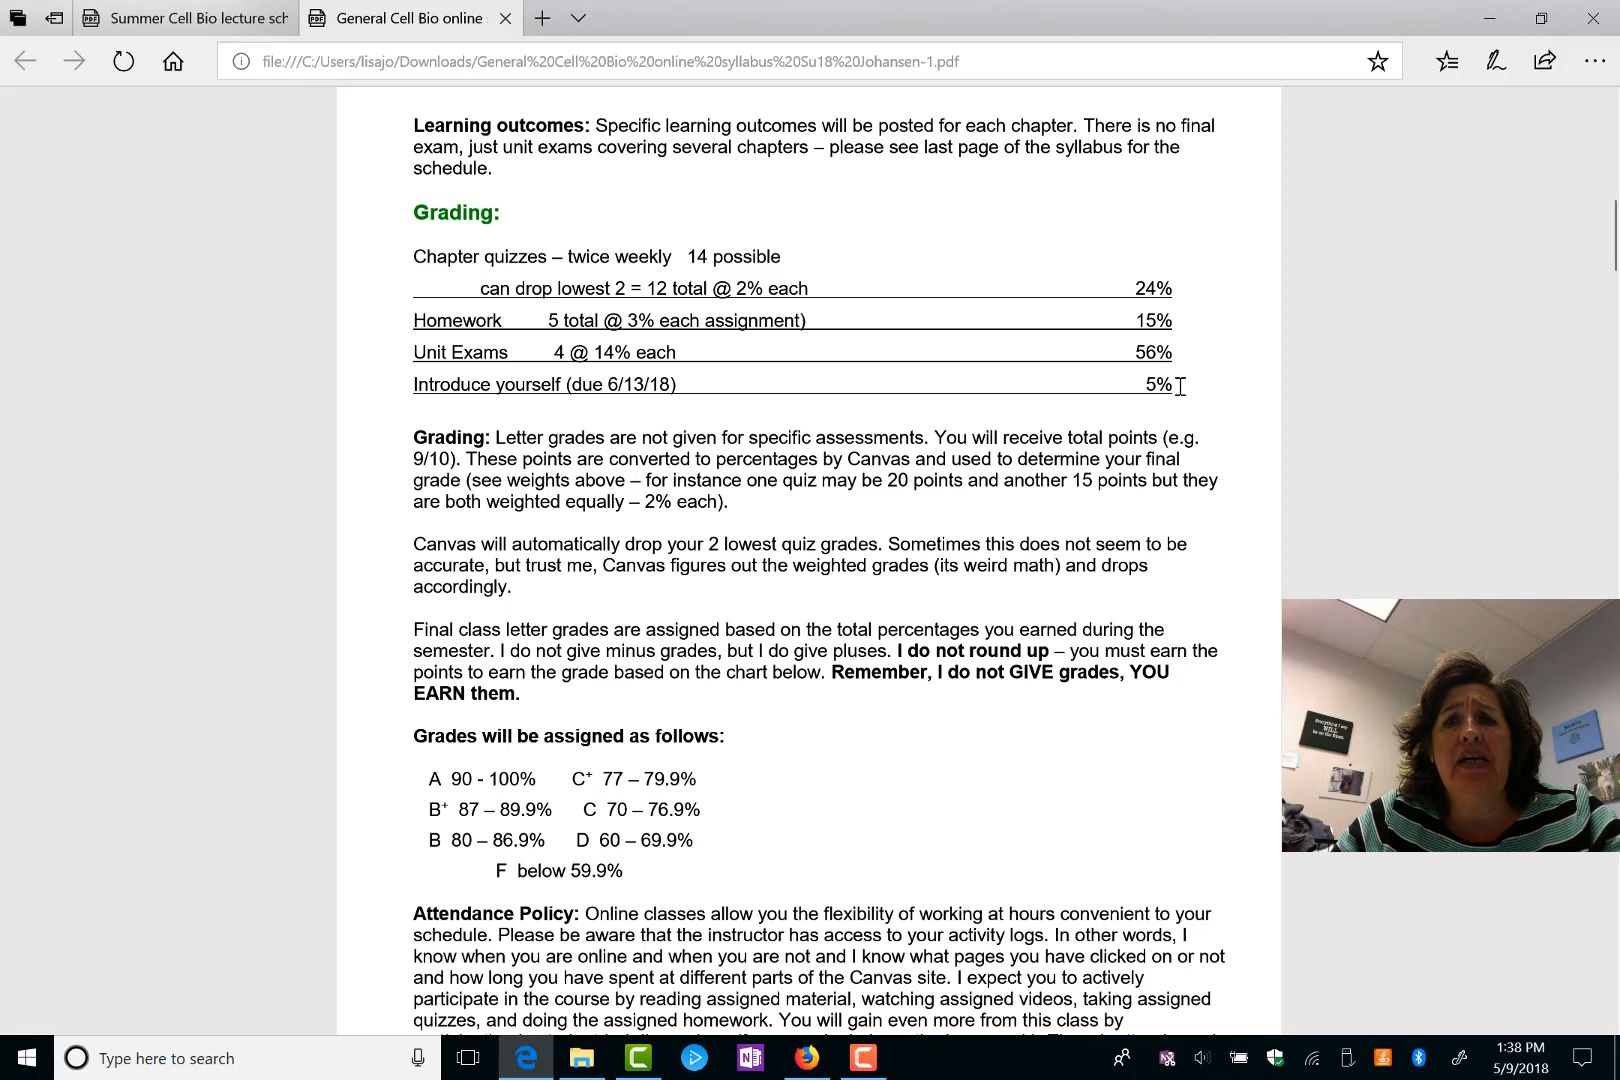 Summer Cell Bio lecture sch
General Cell Bio online
file:///C:/Users/lisajo/Downloads/General%20Cell%20Bio%20online%20syllabus%20Su18%20Johansen-1.pdf
Learning outcomes: Specific learning outcomes will be posted for each chapter. There is no final
exam, just unit exams covering several chapters – please see last page of the syllabus for the
schedule.
Grading:
Chapter quizzes – twice weekly 14 possible
can drop lowest 2 = 12 total @ 2% each 24%
Homework 5 total @ 3% each assignment) 15%
Unit Exams 4 @ 14% each 56%
Introduce yourself (due 6/13/18) 5%
Grading: Letter grades are not given for specific assessments. You will receive total points (e.g.
9/10). These points are converted to percentages by Canvas and used to determine your final
grade (see weights above – for instance one quiz may be 20 points and another 15 points but they
are both weighted equally – 2% each).
Canvas will automatically drop your 2 lowest quiz grades. Sometimes this does not seem to be
accurate, but trust me, Canvas figures out the weighted grades (its weird math) and drops
accordingly.
Final class letter grades are assigned based on the total percentages you earned during the
semester. I do not give minus grades, but I do give pluses. I do not round up – you must earn the
points to earn the grade based on the chart below. Remember, I do not GIVE grades, YOU
EARN them.
Grades will be assigned as follows:
A 90 - 100% C+ 77 – 79.9%
B+ 87 – 89.9% C 70 – 76.9%
B 80 – 86.9% D 60 – 69.9%
F below 59.9%
Attendance Policy: Online classes allow you the flexibility of working at hours convenient to your
schedule. Please be aware that the instructor has access to your activity logs. In other words, I
know when you are online and when you are not and I know what pages you have clicked on or not
and how long you have spent at different parts of the Canvas site. I expect you to actively
participate in the course by reading assigned material, watching assigned videos, taking assigned
quizzes, and doing the assigned homework. You will gain even more from this class by
Everything I say
WILL
be on the Exam
Type here to search
1:38 PM
5/9/2018